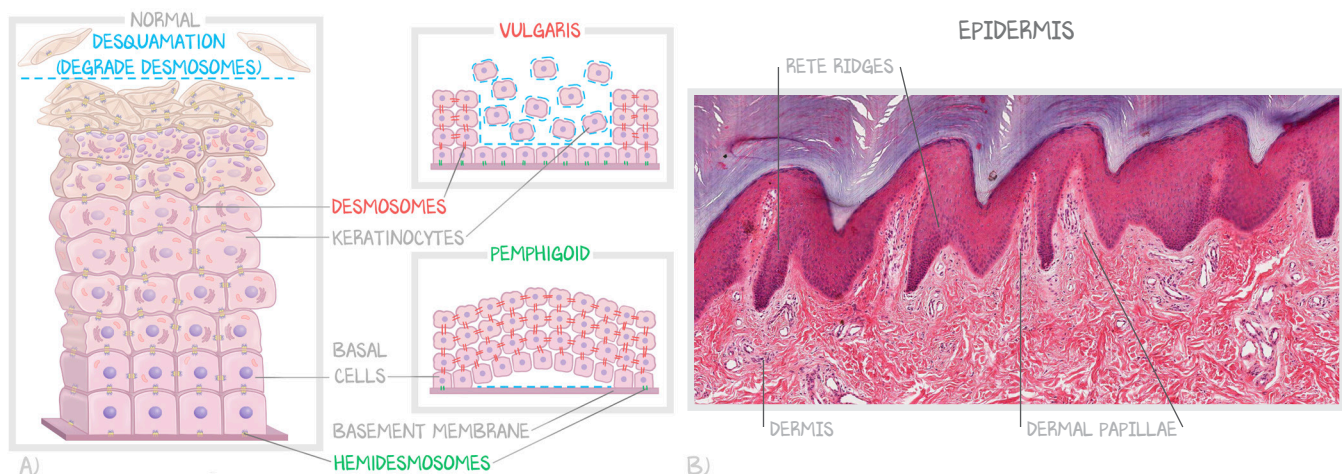 NORMAL
DESQUAMATION
(DEGRADE DESMOSOMES)
VULGARIS
DESMOSOMES
KERATINOCYTES
PEMPHIGOID
BASAL
CELLS
BASEMENT MEMBRANE
HEMIDESMOSOMES
A)
EPIDERMIS
RETE RIDGES
DERMIS
DERMAL PAPILLAE
B)